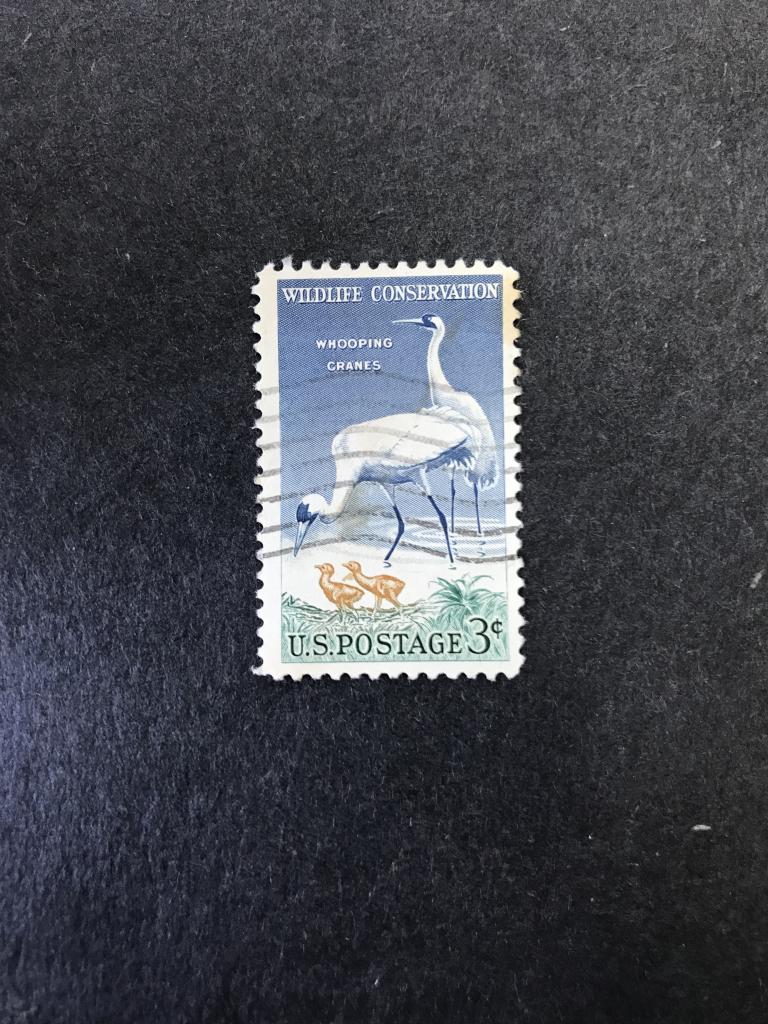 WILDLIFE CONSERVATION
WHOOPING
CRANES
U.S. POSTAGE 3¢